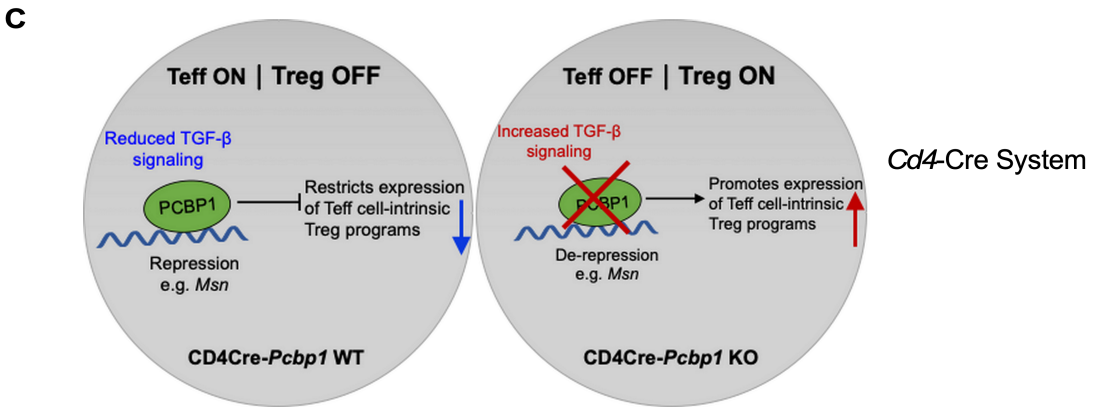 C
Teff ON | Treg OFF
Reduced TGF-β
signaling
PCBP1
Restricts expression
of Teff cell-intrinsic
Treg programs
Repression
e.g. Msn
CD4Cre-Pcbp1 WT
Teff OFF | Treg ON
Increased TGF-β
signaling
PCBP1
Promotes expression
of Teff cell-intrinsic
Treg programs
De-repression
e.g. Msn
CD4Cre-Pcbp1 KO
Cd4-Cre System